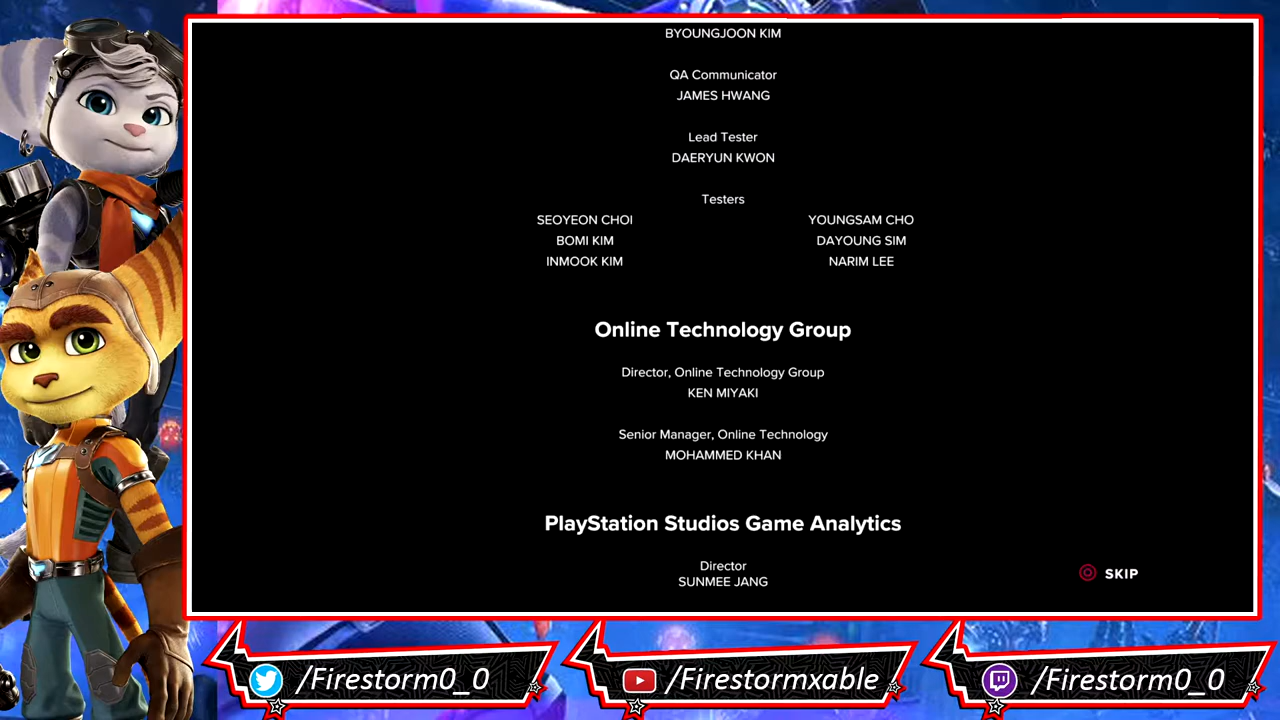 BYOUNGJOON KIM
QA Communicator
JAMES HWANG
Lead Tester
DAERYUN KWON
Testers
SEOYEON CHOI YOUNGSAM CHO
BOMI KIM DAYOUNG SIM
INMOOK KIM NARIM LEE
Online Technology Group
Director, Online Technology Group
KEN MIYAKI
Senior Manager, Online Technology
MOHAMMED KHAN
PlayStation Studios Game Analytics
Director
SUNMEE JANG
SKIP
/Firestorm0_0 /Firestormxable /Firestorm0_0